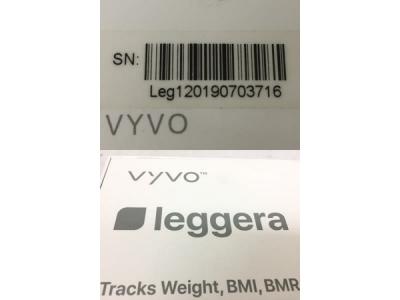 SN:
Leg120190703716
VYVO
VYVO™
leggera
Tracks Weight, BMI, BMR